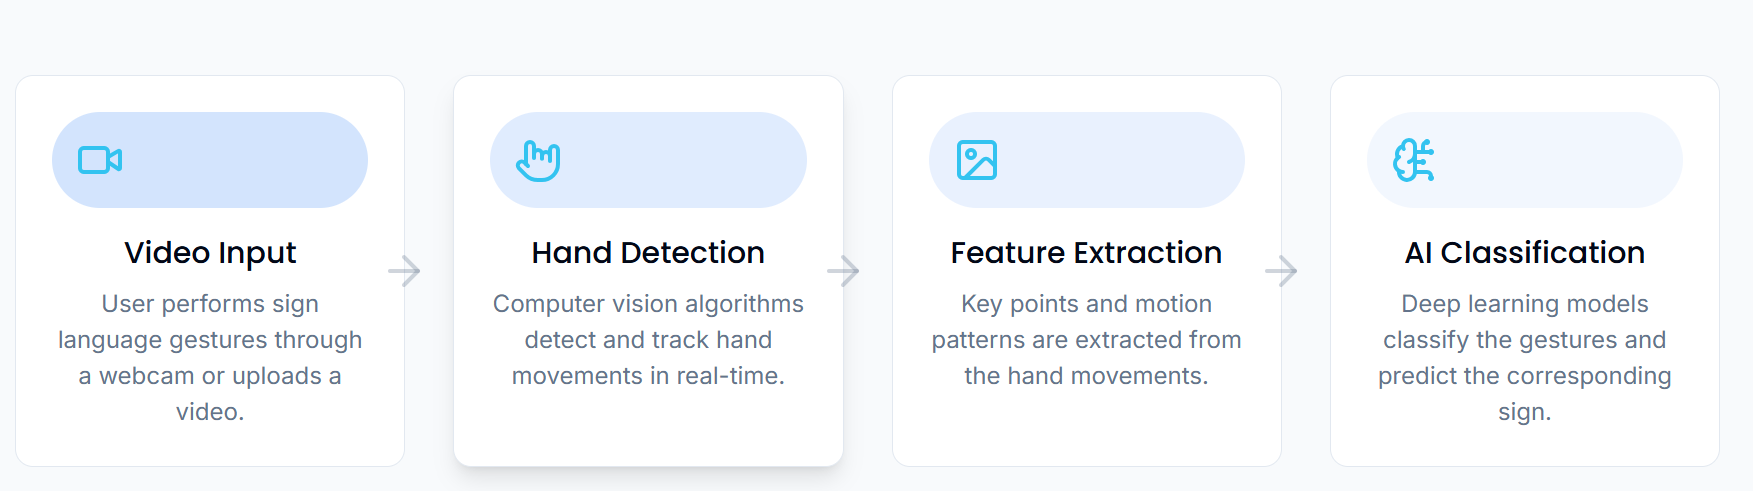 Video Input
User performs sign
language gestures through
a webcam or uploads a
video.
Hand Detection
Computer vision algorithms
detect and track hand
movements in real-time.
Feature Extraction
Key points and motion
patterns are extracted from
the hand movements.
AI Classification
Deep learning models
classify the gestures and
predict the corresponding
sign.